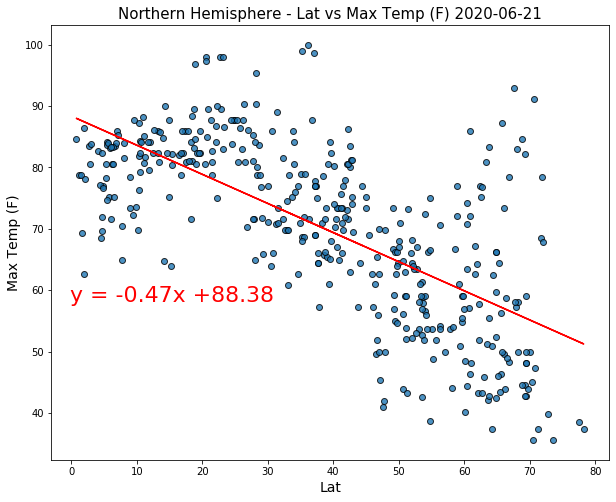 Northern Hemisphere - Lat vs Max Temp (F) 2020-06-21
100
90
80
70
60
50
40
Max Temp (F)
y = -0.47x +88.38
0 10 20 30 40 50 60 70 80
Lat